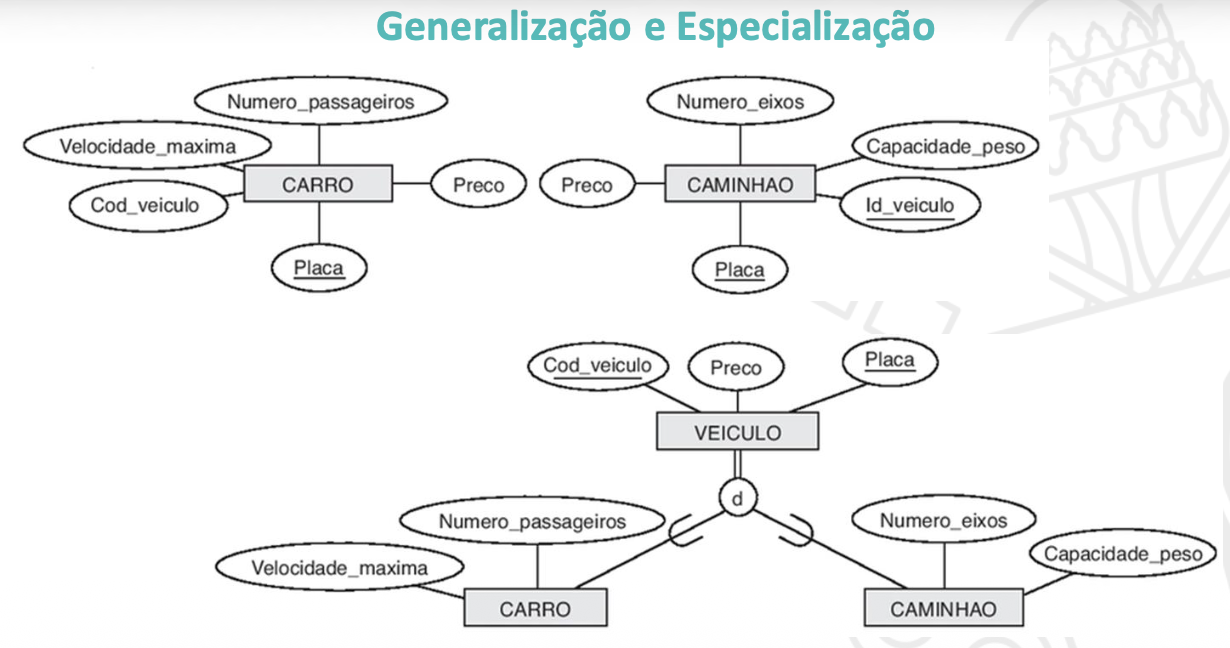 Generalização e Especialização
Numero_passageiros
Velocidade_maxima
CARRO
Preco
Cod_veiculo
Placa
Numero_eixos
Capacidade_peso
Preco
CAMINHAO
Id_veiculo
Placa
Cod_veiculo
Preco
Placa
VEICULO
d
Numero_passageiros
Velocidade_maxima
CARRO
Numero_eixos
Capacidade_peso
CAMINHAO